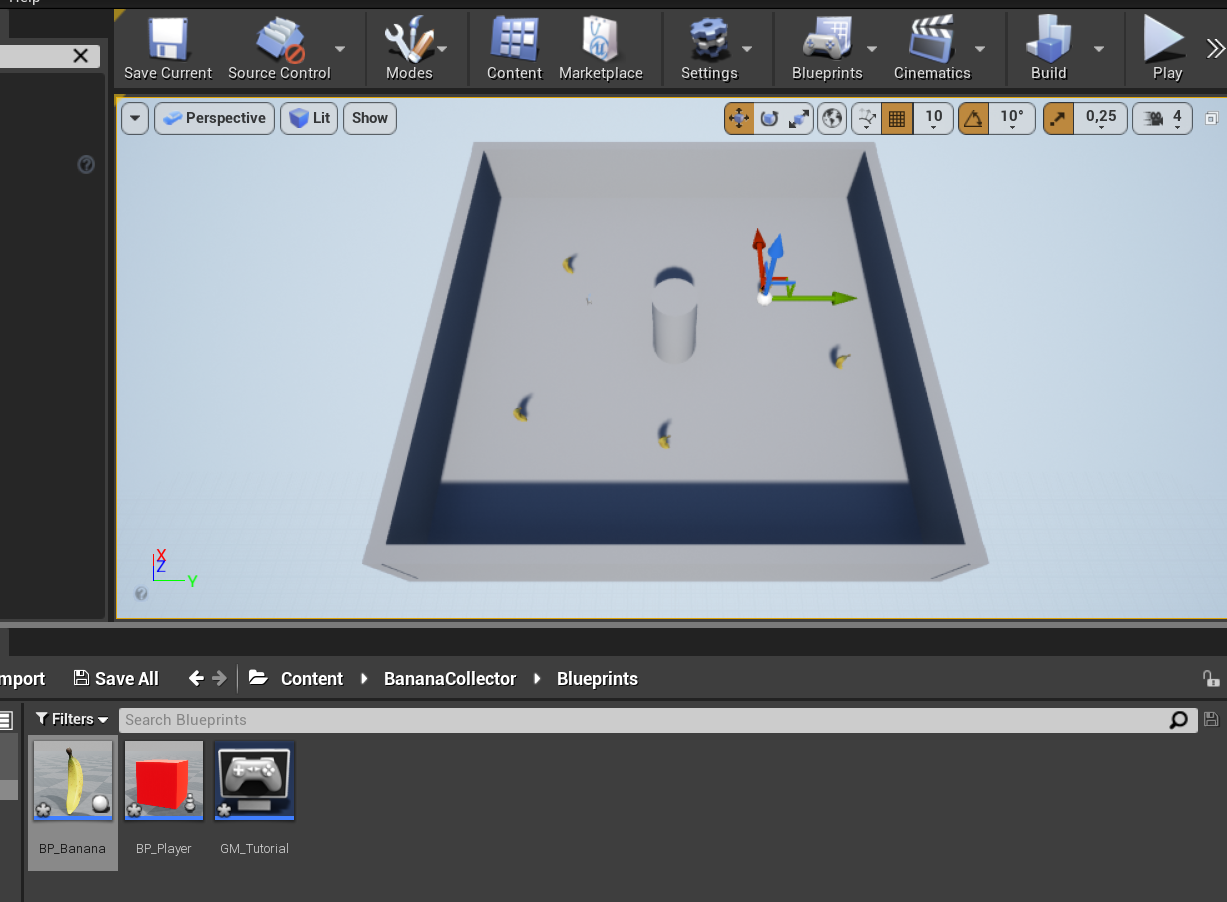 Help
Save Current
Source Control
Modes
Content
Marketplace
Settings
Blueprints
Cinematics
Build
Play
Perspective
Lit
Show
10
10°
0,25
4
X
Z
Y
mport
Save All
Content
BananaCollector
Blueprints
Filters
Search Blueprints
BP_Banana
BP_Player
GM_Tutorial